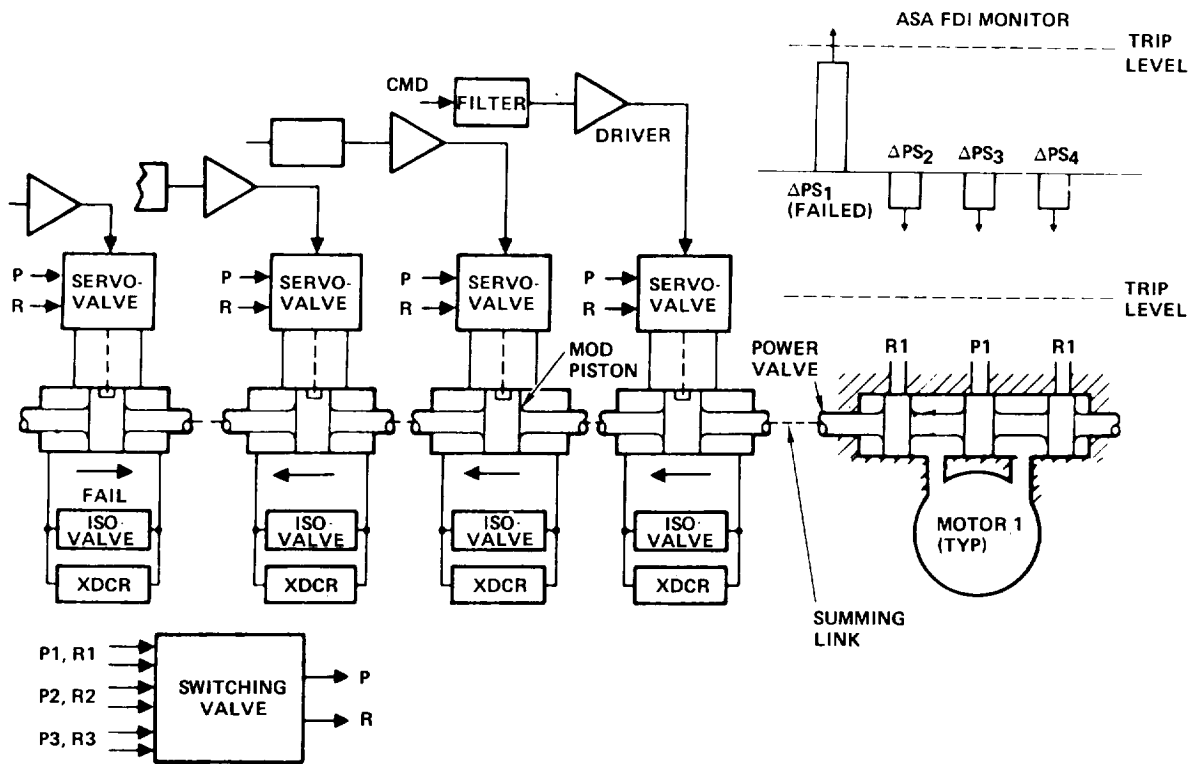 ASA FDI MONITOR
TRIP
LEVEL
CMD
FILTER
DRIVER
ΔPS2
ΔPS3
ΔPS4
ΔPS1
(FAILED)
P
R
SERVO-
VALVE
P
R
SERVO-
VALVE
P
R
SERVO-
VALVE
P
R
SERVO-
VALVE
TRIP
LEVEL
MOD
PISTON
POWER
VALVE
R1
P1
R1
FAIL
ISO-
VALVE
XDCR
ISO-
VALVE
XDCR
ISO-
VALVE
XDCR
ISO-
VALVE
XDCR
MOTOR 1
(TYP)
SUMMING
LINK
P1, R1
P2, R2
P3, R3
SWITCHING
VALVE
P
R